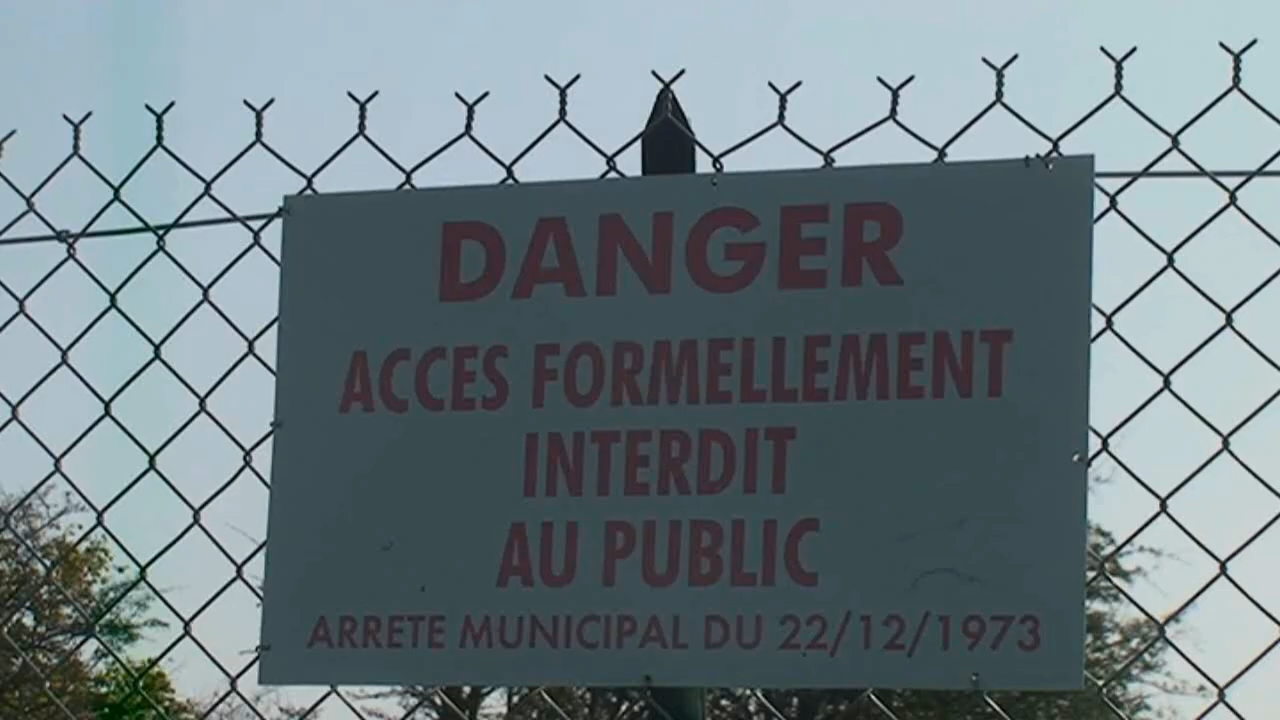 DANGER
ACCES FORMELLEMENT
INTERDIT
AU PUBLIC
ARRETE MUNICIPAL DU 22/12/1973